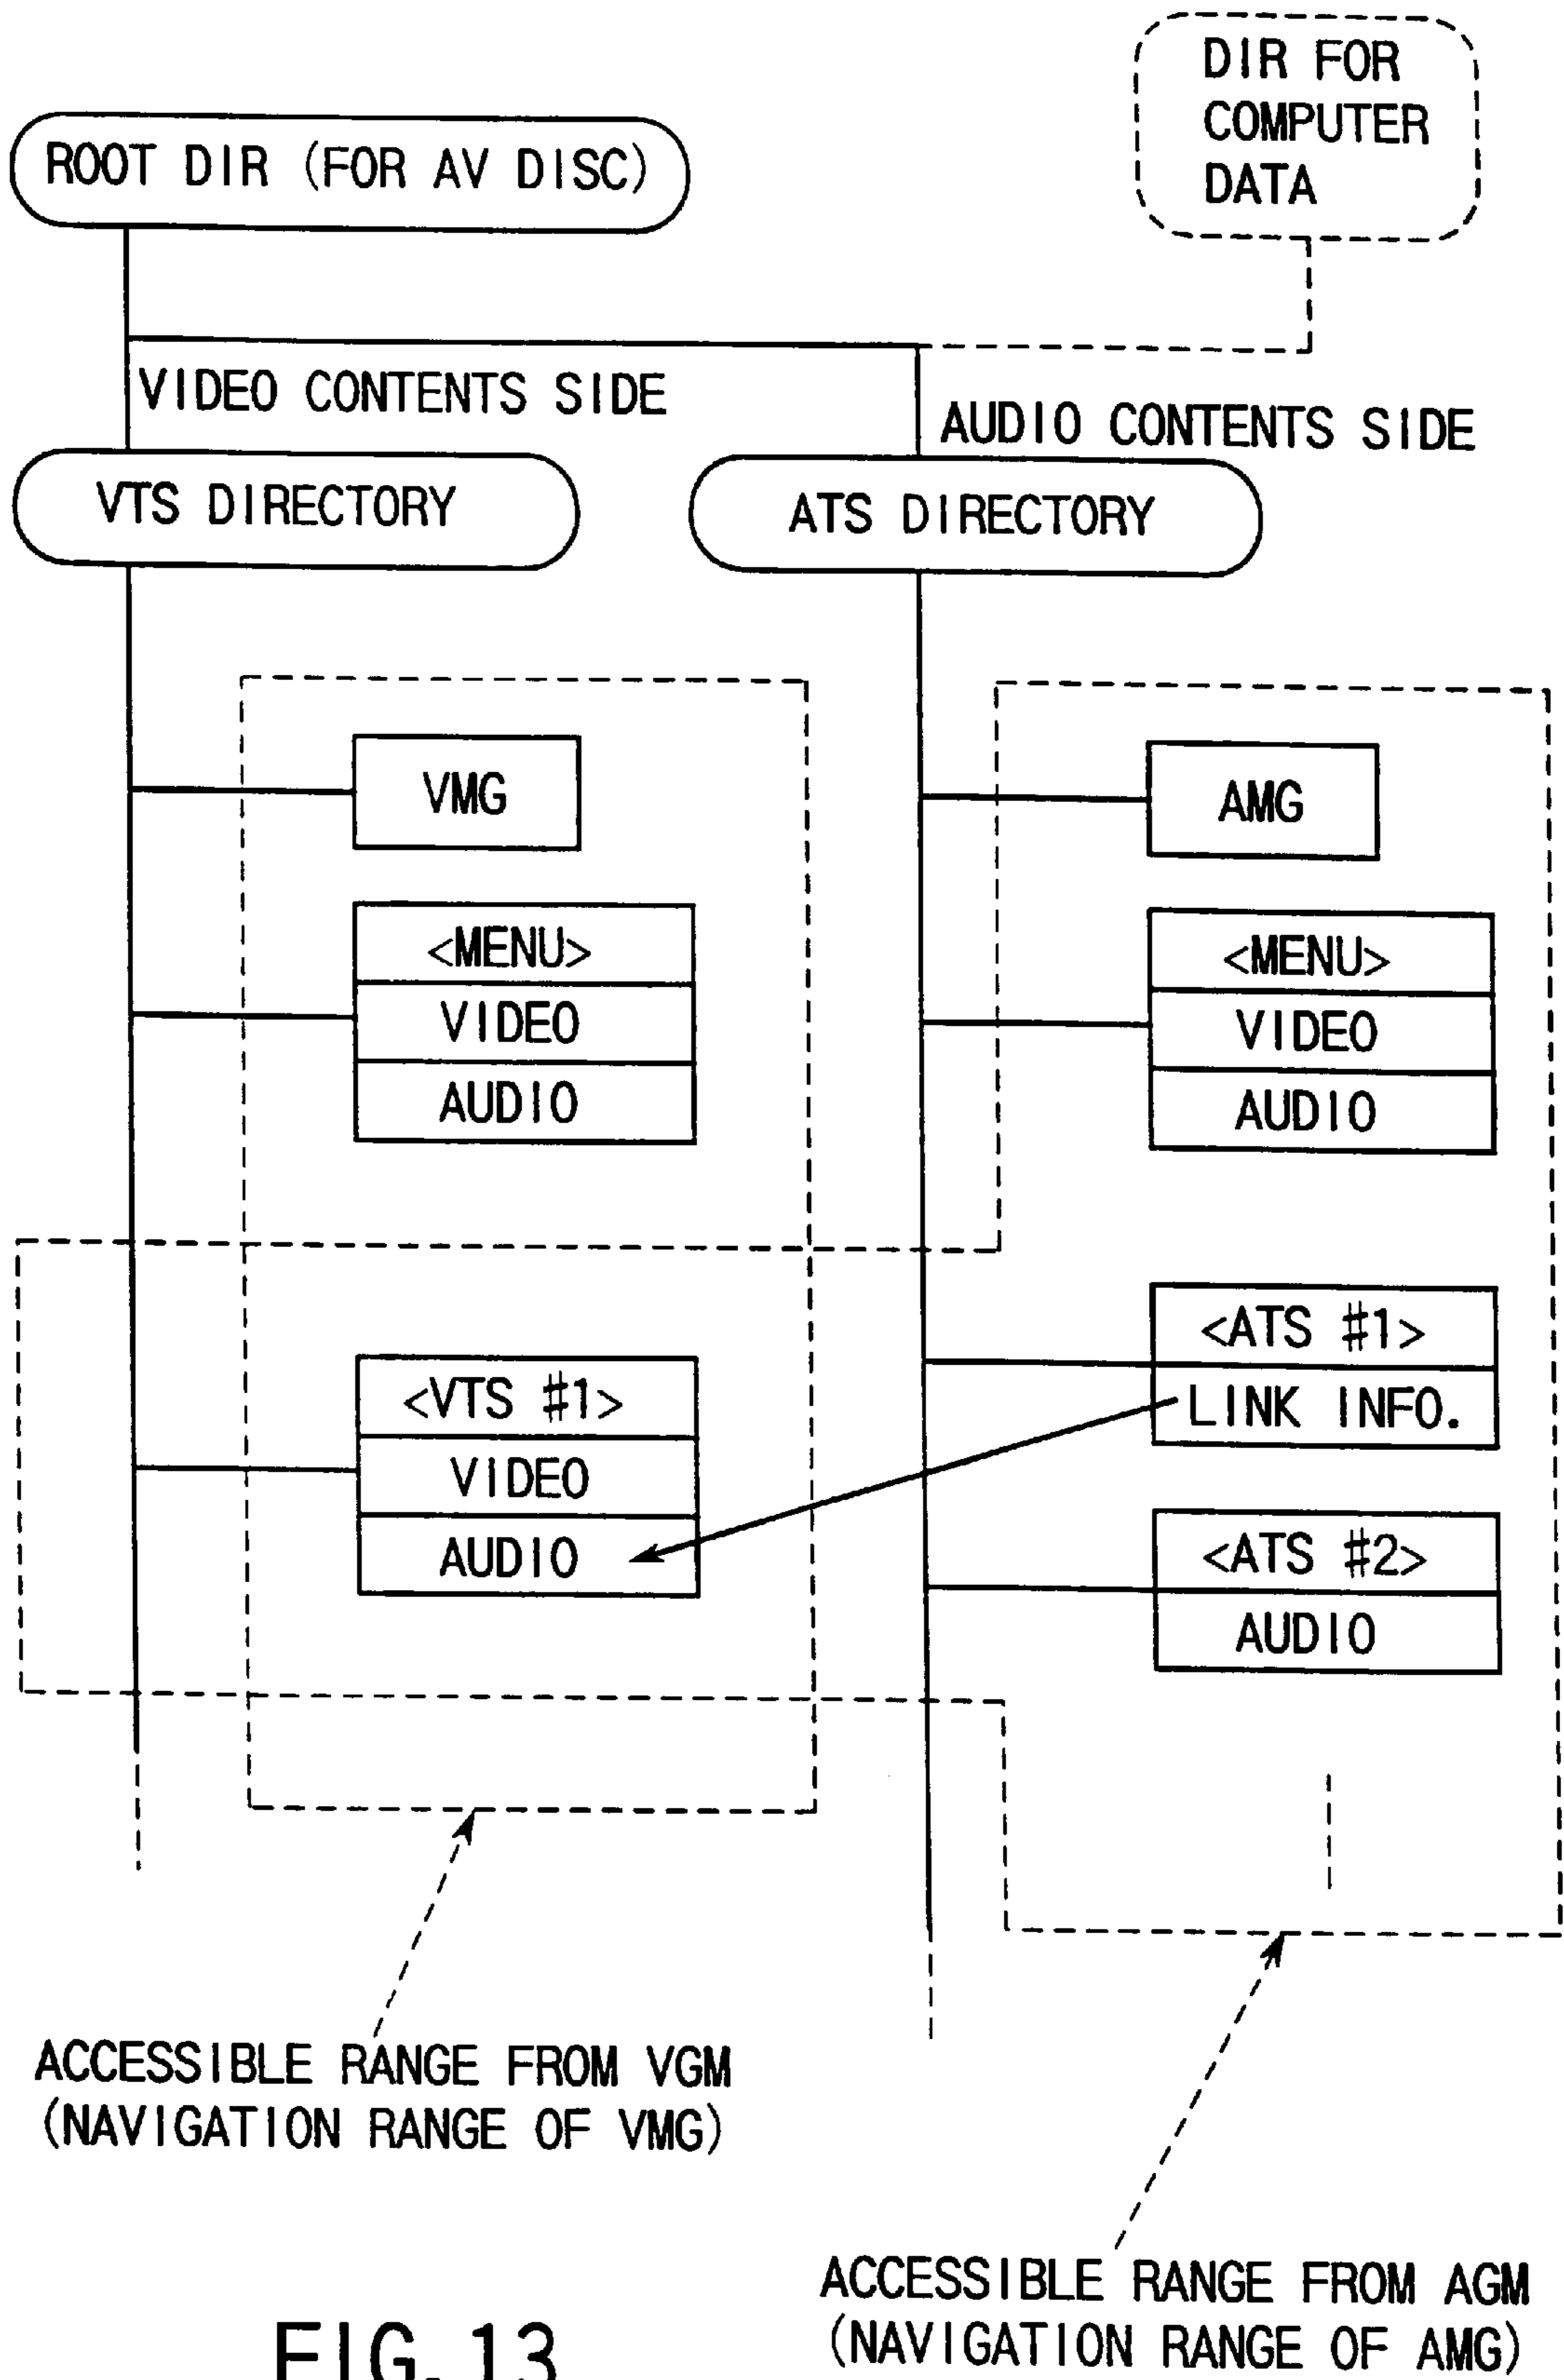 DIR FOR
COMPUTER
DATA
ROOT DIR (FOR AV DISC)
VIDEO CONTENTS SIDE
AUDIO CONTENTS SIDE
VTS DIRECTORY
ATS DIRECTORY
VMG
<MENU>
VIDEO
AUDIO
<VTS #1>
VIDEO
AUDIO
AMG
<MENU>
VIDEO
AUDIO
<ATS #1>
LINK INFO.
<ATS #2>
AUDIO
ACCESSIBLE RANGE FROM VGM
(NAVIGATION RANGE OF VMG)
ACCESSIBLE RANGE FROM AGM
(NAVIGATION RANGE OF AMG)
FIG. 13